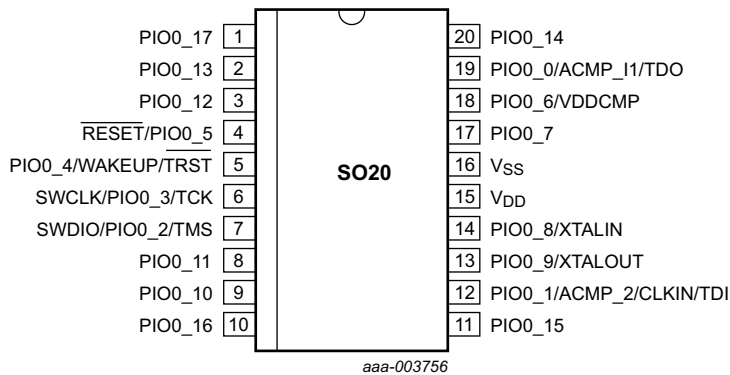 PIO0_17 1
PIO0_13 2
PIO0_12 3
RESET/PIO0_5 4
PIO0_4/WAKEUP/TRST 5
SWCLK/PIO0_3/TCK 6
SWDIO/PIO0_2/TMS 7
PIO0_11 8
PIO0_10 9
PIO0_16 10
SO20
20 PIO0_14
19 PIO0_0/ACMP_I1/TDO
18 PIO0_6/VDDCMP
17 PIO0_7
16 VSS
15 VDD
14 PIO0_8/XTALIN
13 PIO0_9/XTALOUT
12 PIO0_1/ACMP_2/CLKIN/TDI
11 PIO0_15
aaa-003756